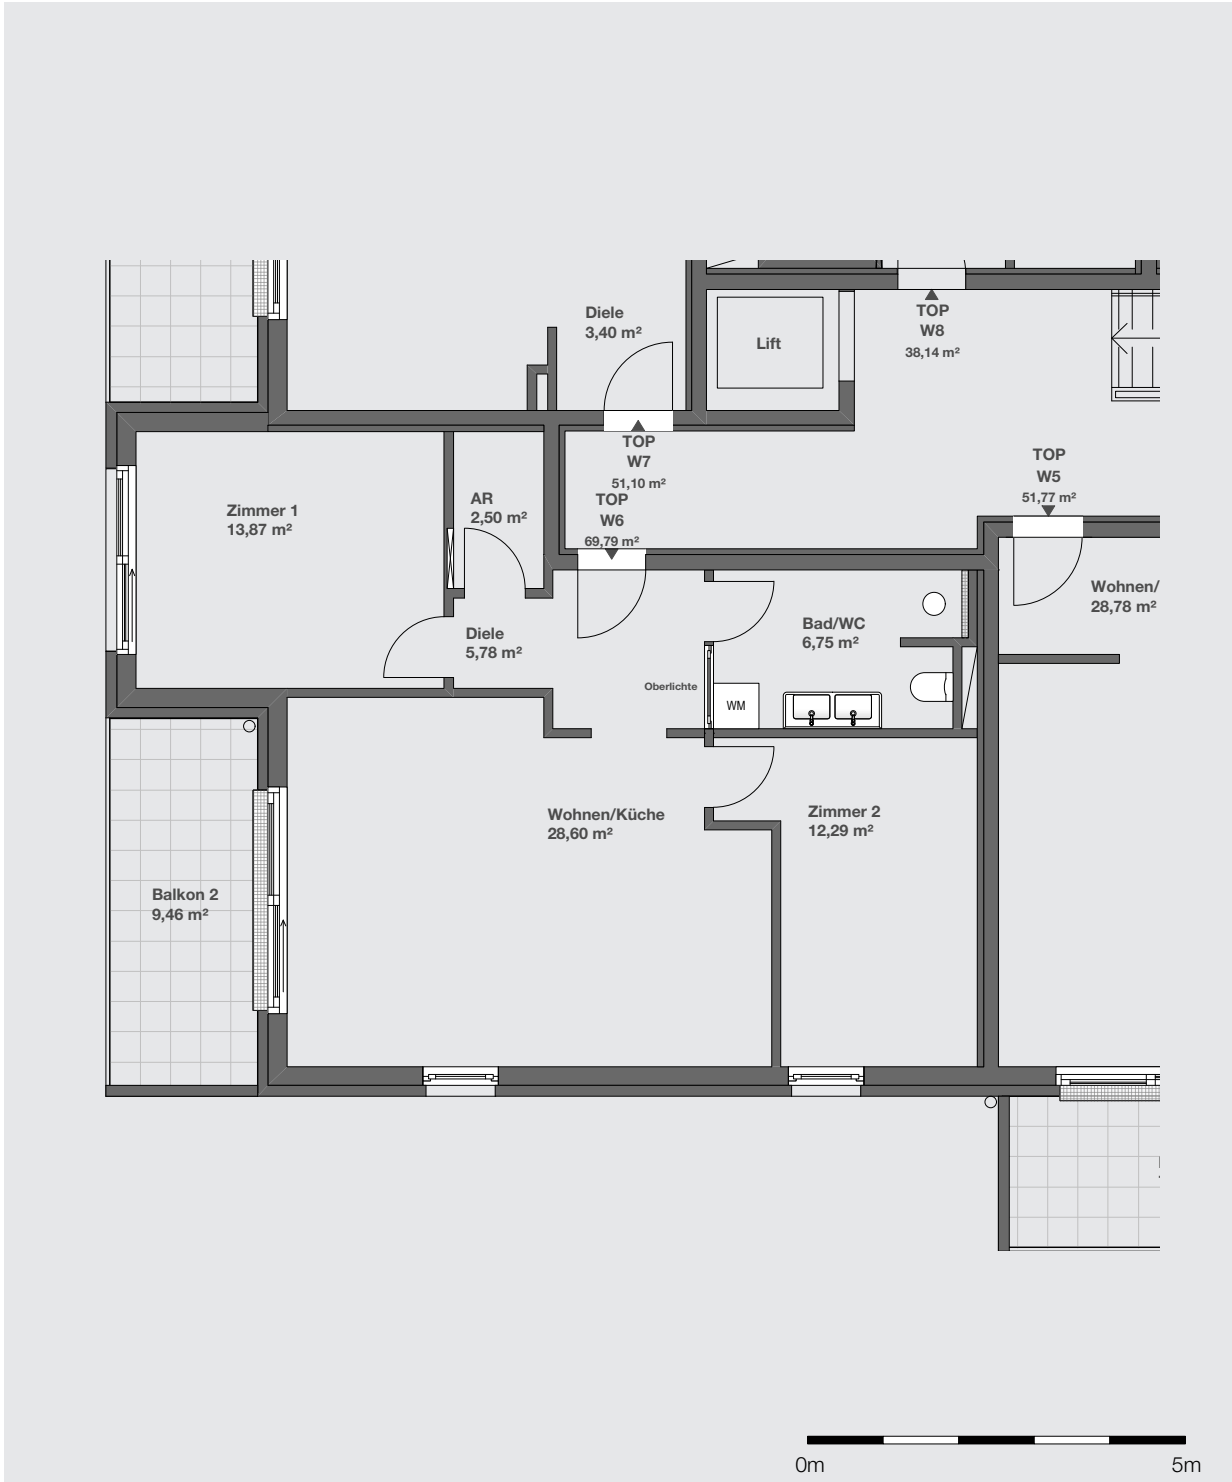 Diele
3,40 m²
Lift
TOP
W8
38,14 m²
TOP
W7
51,10 m²
TOP
W5
51,77 m²
Zimmer 1
13,87 m²
AR
2,50 m²
TOP
W6
69,79 m²
Wohnen/
28,78 m²
Diele
5,78 m²
Bad/WC
6,75 m²
Oberlichte
WM
Wohnen/Küche
28,60 m²
Zimmer 2
12,29 m²
Balkon 2
9,46 m²
0m
5m